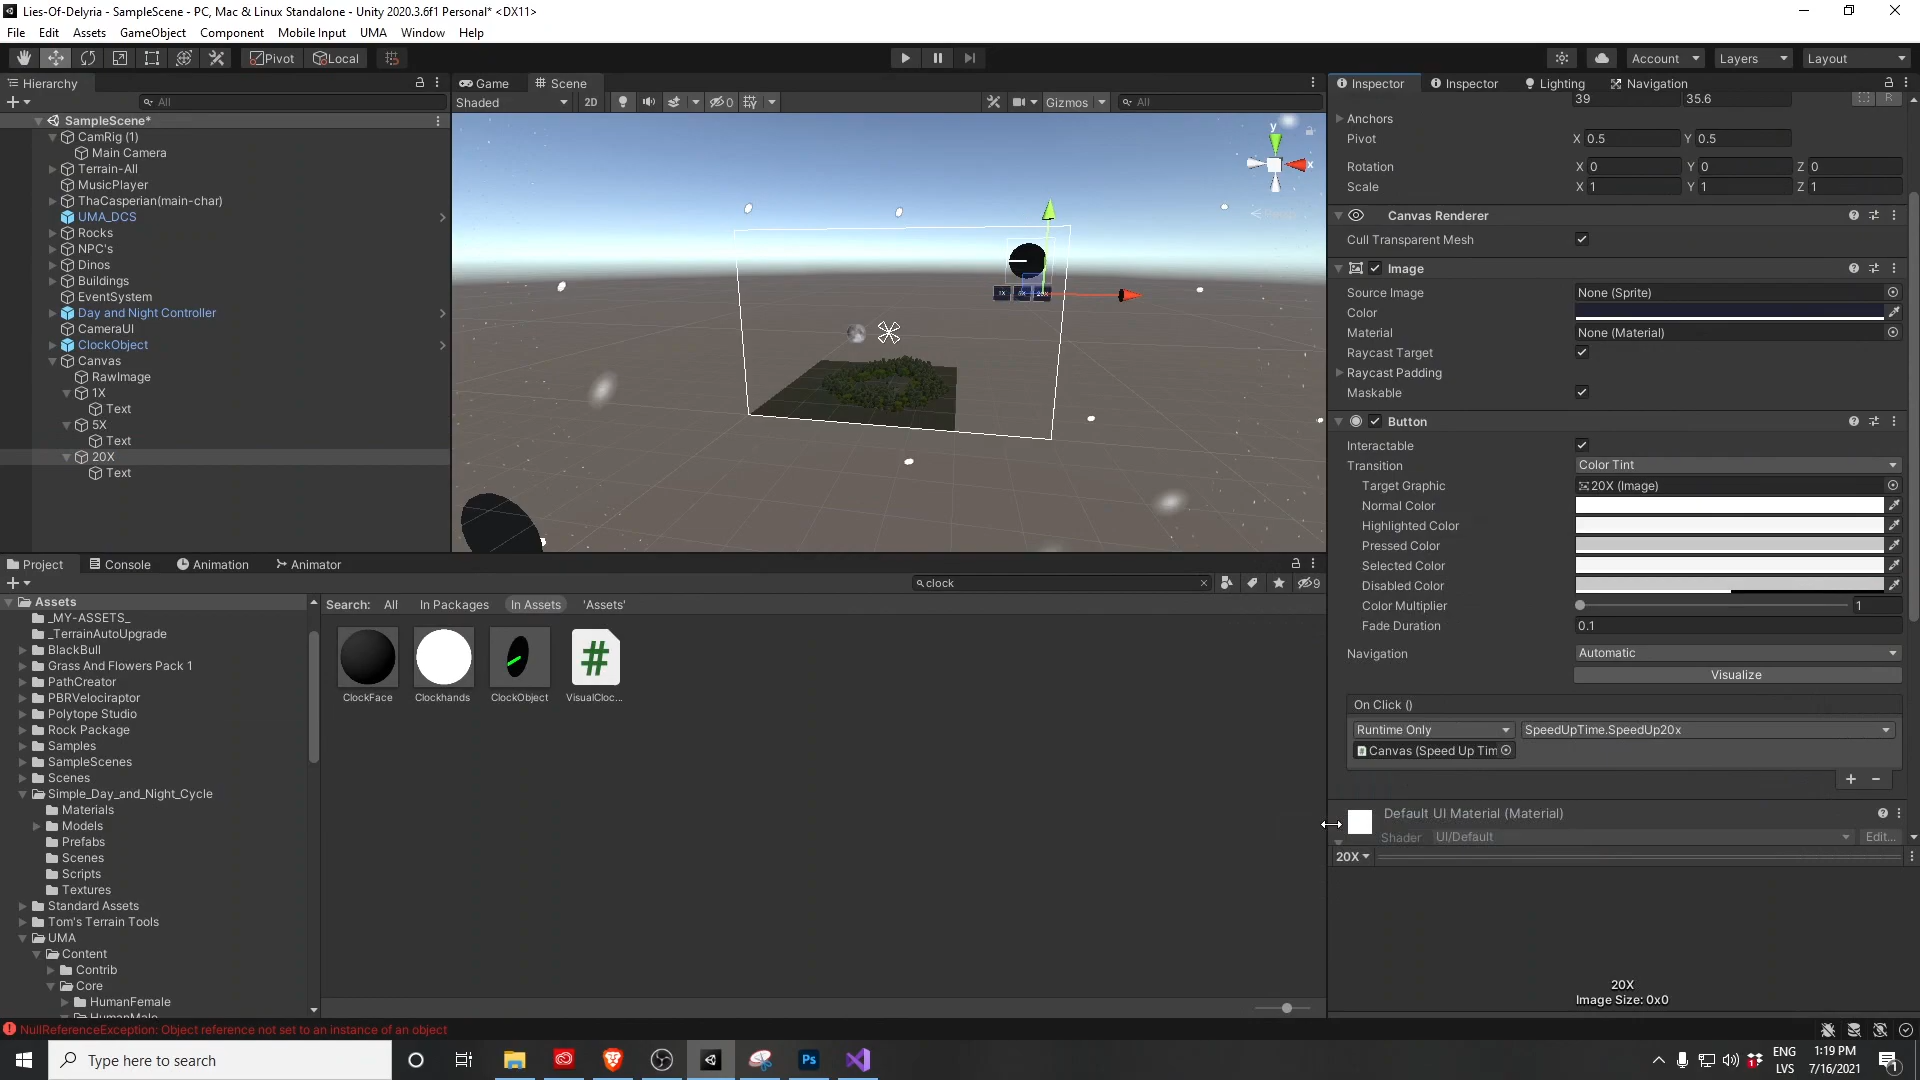 Lies-Of-Delyria - SampleScene - PC, Mac & Linux Standalone - Unity 2020.3.6f1 Personal* <DX11>
File Edit Assets GameObject Component Mobile Input UMA Window Help
Pivot Local Account Layers Layout
Hierarchy
All
SampleScene*
CamRig (1)
Main Camera
Terrain-All
MusicPlayer
ThaCasperian(main-char)
UMA_DCS
Rocks
NPC's
Dinos
Buildings
EventSystem
Day and Night Controller
CameraUI
ClockObject
Canvas
RawImage
1X
Text
5X
Text
20X
Text
Game Scene
Shaded 2D 0 Gizmos All
y
x
1X 5X 20X
Inspector Inspector Lighting Navigation
39 35.6 R
Anchors
Pivot X 0.5 Y 0.5
Rotation X 0 Y 0 Z 0
Scale X 1 Y 1 Z 1
Canvas Renderer
Cull Transparent Mesh
Image
Source Image None (Sprite)
Color
Material None (Material)
Raycast Target
Raycast Padding
Maskable
Button
Interactable
Transition Color Tint
Target Graphic 20X (Image)
Normal Color
Highlighted Color
Pressed Color
Selected Color
Disabled Color
Color Multiplier 1
Fade Duration 0.1
Navigation Automatic
Visualize
On Click ()
Runtime Only SpeedUpTime.SpeedUp20x
Canvas (Speed Up Tim
Default UI Material (Material)
Shader UI/Default Edit...
20X
20X
Image Size: 0x0
Project Console Animation Animator
clock 9
Assets
_MY-ASSETS_
_TerrainAutoUpgrade
BlackBull
Grass And Flowers Pack 1
PathCreator
PBRVelociraptor
Polytope Studio
Rock Package
Samples
SampleScenes
Scenes
Simple_Day_and_Night_Cycle
Materials
Models
Prefabs
Scenes
Scripts
Textures
Standard Assets
Tom's Terrain Tools
UMA
Content
Contrib
Core
HumanFemale
HumanMale
Search: All In Packages In Assets 'Assets'
#
ClockFace Clockhands ClockObject VisualCloc...
NullReferenceException: Object reference not set to an instance of an object
Type here to search
Ps
ENG
LVS
1:19 PM
7/16/2021
1